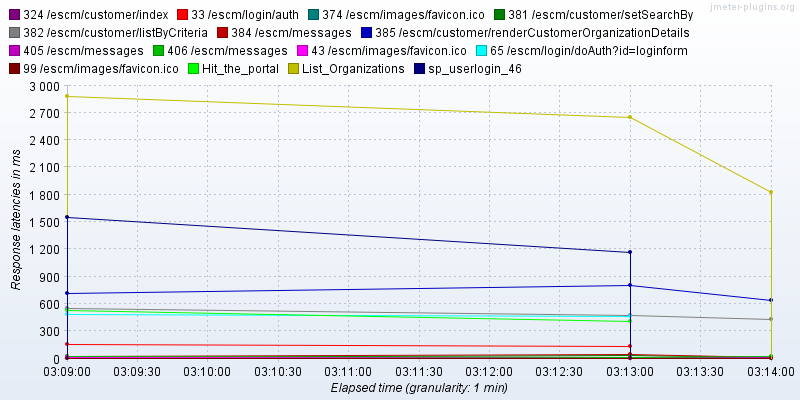 jmeter-plugins.org
324 /escm/customer/index 33 /escm/login/auth 374 /escm/images/favicon.ico 381 /escm/customer/setSearchBy
382 /escm/customer/listByCriteria 384 /escm/messages 385 /escm/customer/renderCustomerOrganizationDetails
405 /escm/messages 406 /escm/messages 43 /escm/images/favicon.ico 65 /escm/login/doAuth?id=loginform
99 /escm/images/favicon.ico Hit_the_portal List_Organizations sp_userlogin_46
Response latencies in ms
3 000
2 700
2 400
2 100
1 800
1 500
1 200
900
600
300
0
03:09:00 03:09:30 03:10:00 03:10:30 03:11:00 03:11:30 03:12:00 03:12:30 03:13:00 03:13:30 03:14:00
Elapsed time (granularity: 1 min)